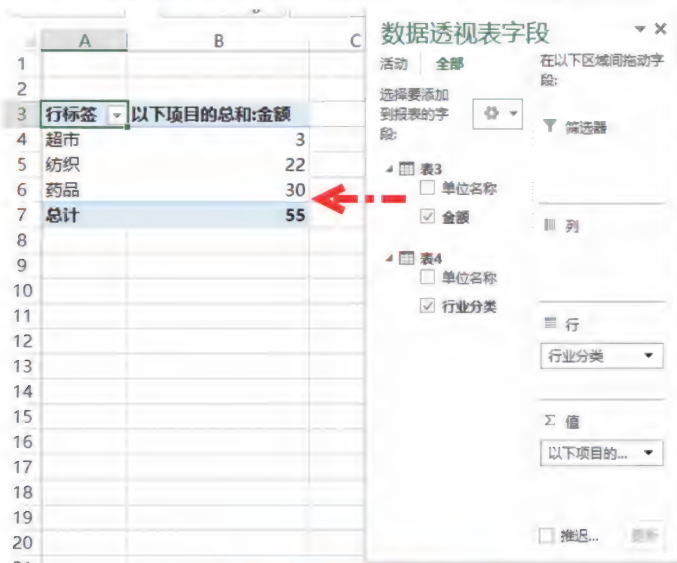 A B C
1
2
3 行标签 以下项目的总和:金额
4 超市 3
5 纺织 22
6 药品 30
7 总计 55
8
9
10
11
12
13
14
15
16
17
18
19
20
数据透视表字段
活动 全部
选择要添加
到报表的字
段:
表3
单位名称
金额
表4
单位名称
行业分类
在以下区域间拖动字
段:
筛选器
列
行
行业分类
Σ 值
以下项目的...
推迟...
更新